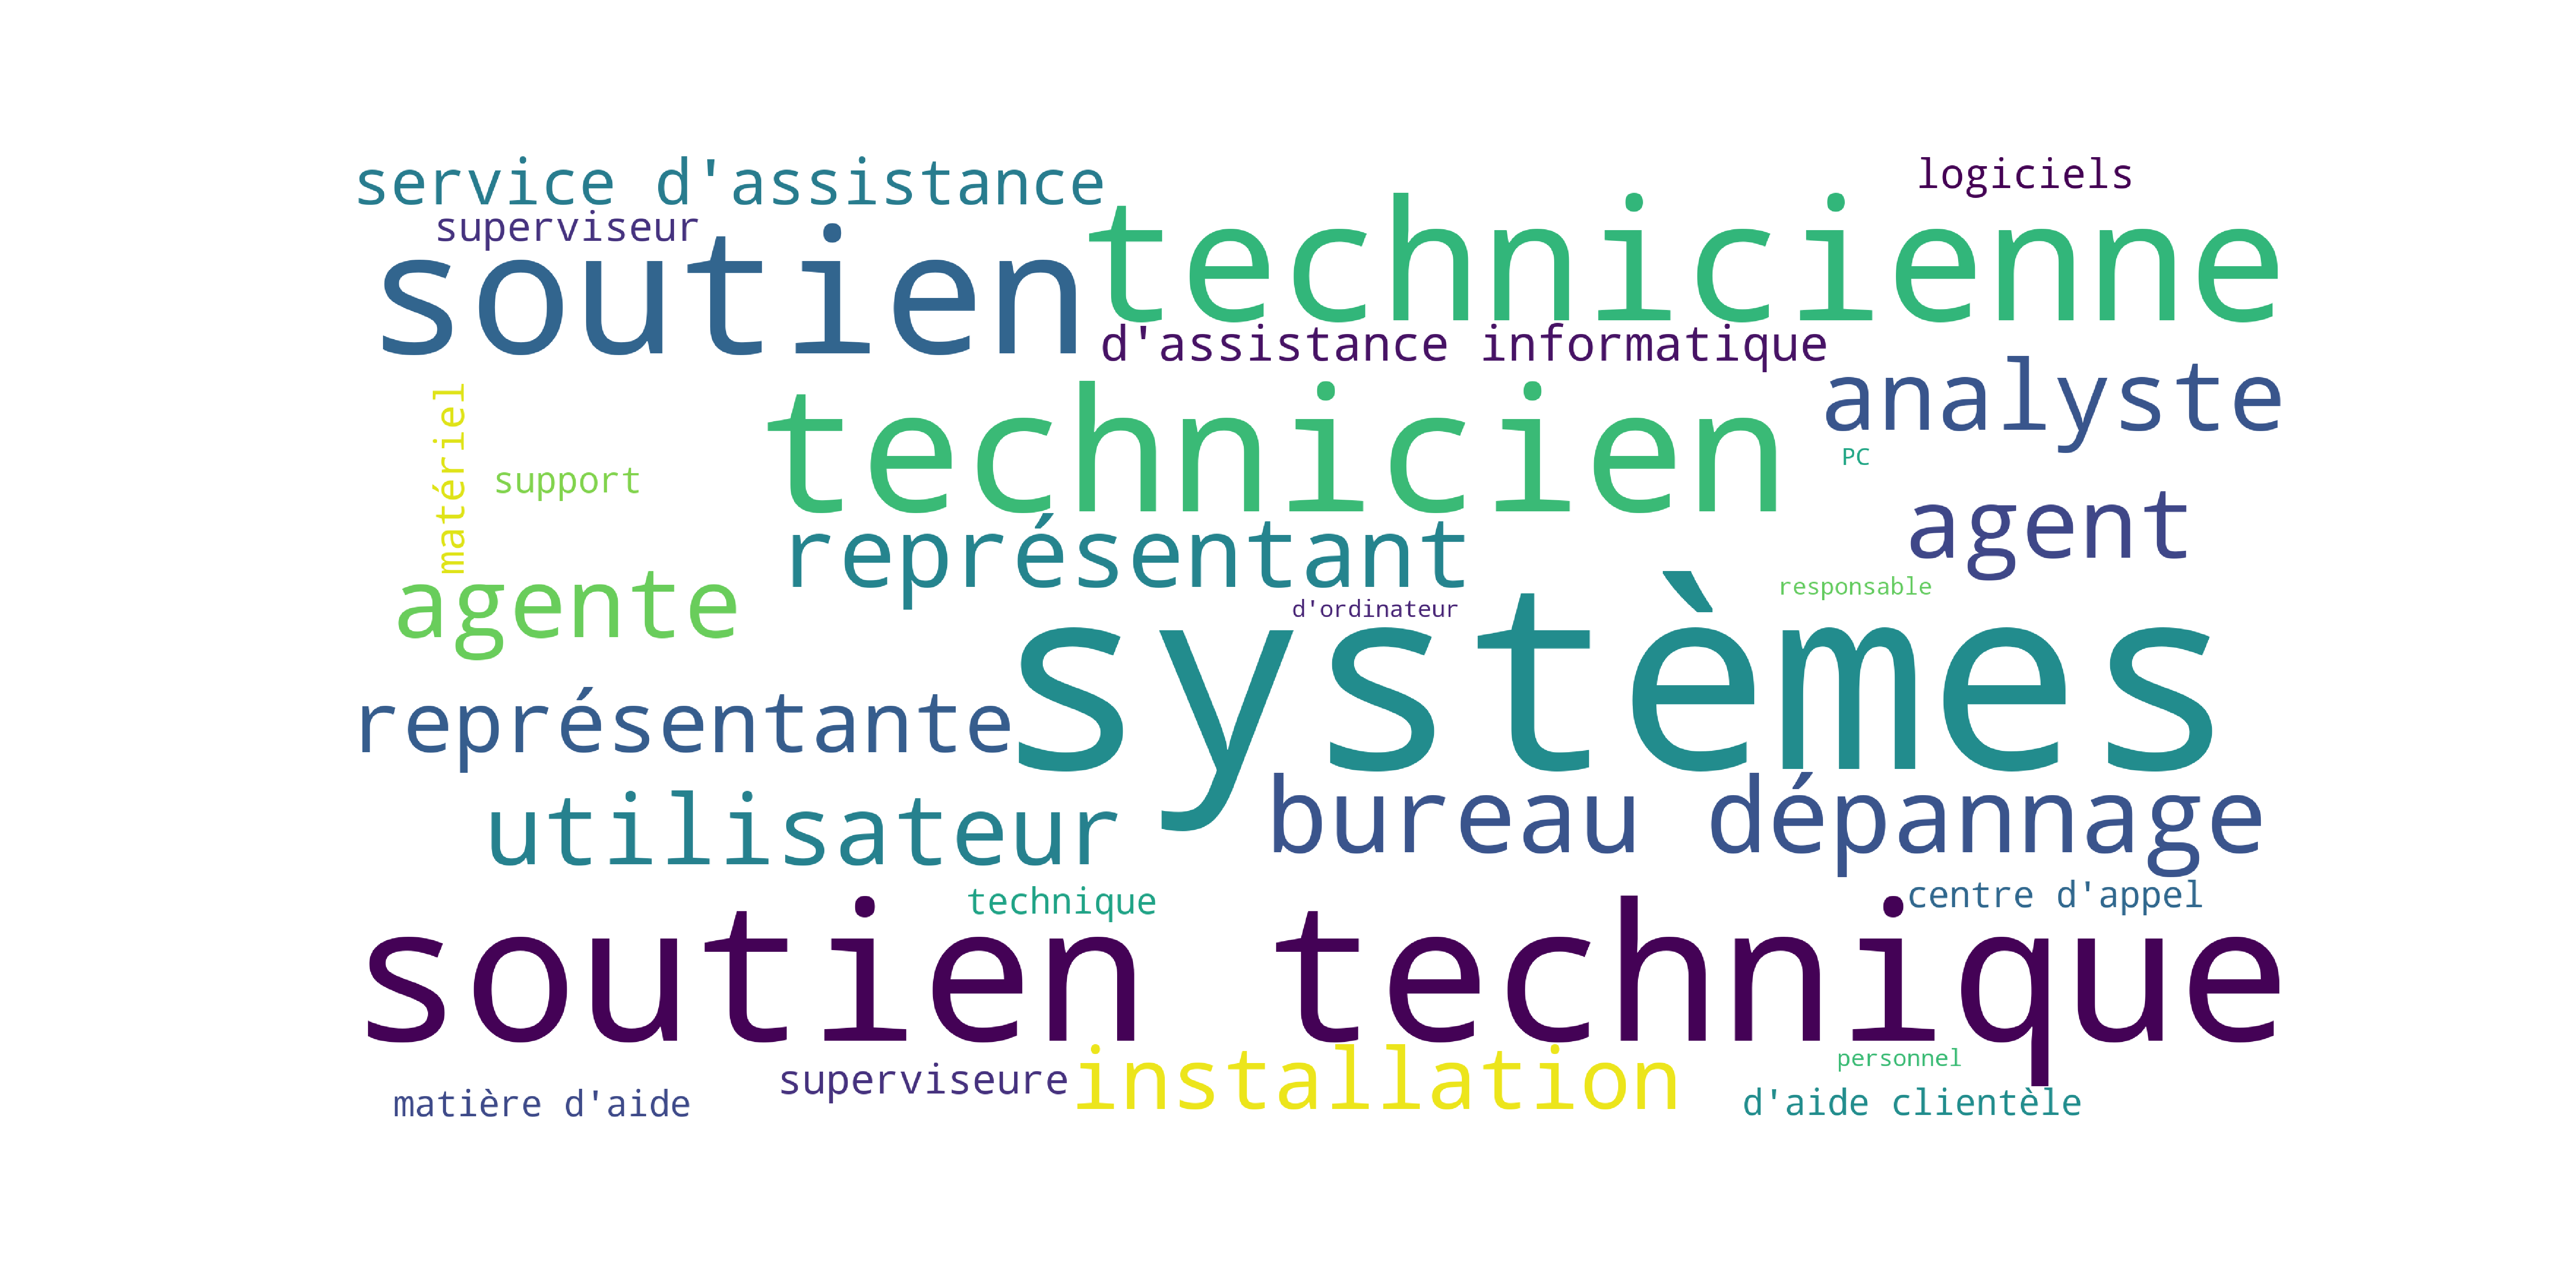 service d'assistance
logiciels
superviseur
soutien
technicienne
d'assistance informatique
analyste
technicien
matériel
support
PC
agent
représentant
agente
responsable
d'ordinateur
systèmes
représentante
utilisateur
bureau dépannage
technique
centre d'appel
soutien technique
superviseure
installation
personnel
matière d'aide
d'aide clientèle